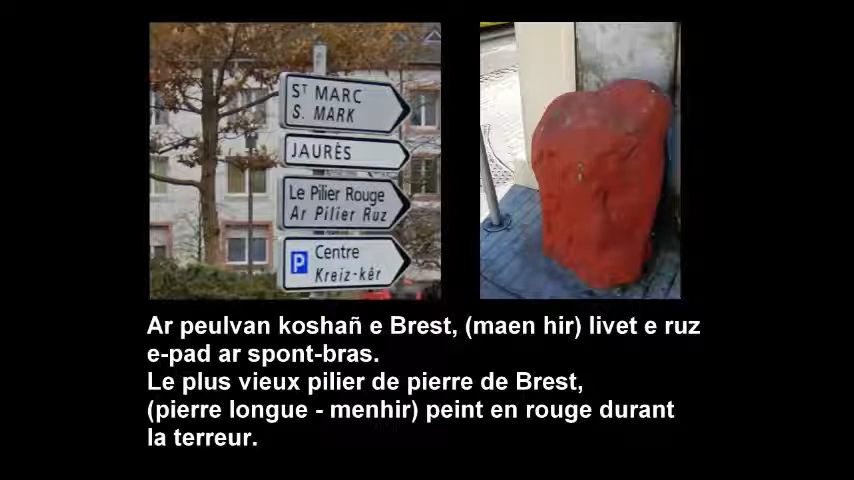 Sᵀ MARC
S. MARK
JAURÈS
Le Pilier Rouge
Ar Pilier Ruz
P Centre
Kreiz-kêr
Ar peulvan koshañ e Brest, (maen hir) livet e ruz
e-pad ar spont-bras.
Le plus vieux pilier de pierre de Brest,
(pierre longue - menhir) peint en rouge durant
la terreur.